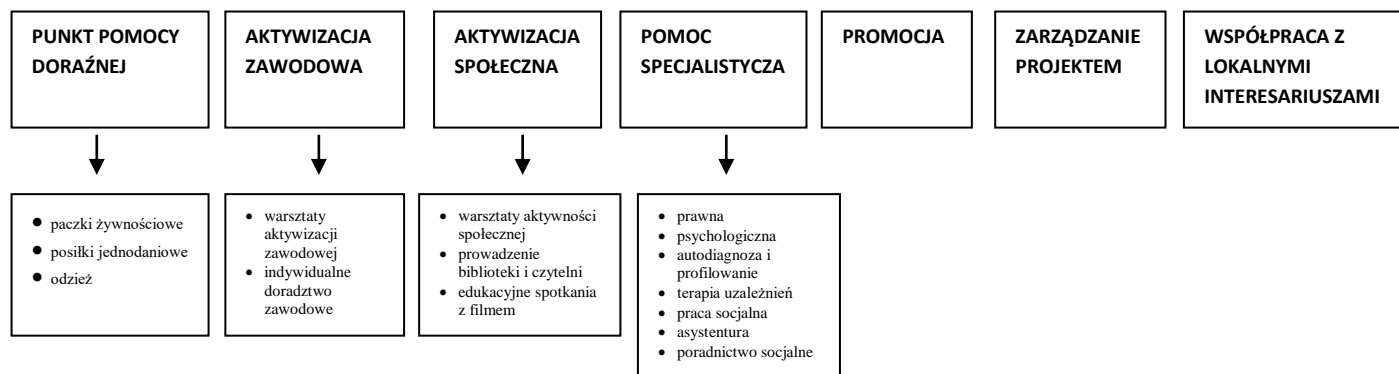 PUNKT POMOCY
DORAŹNEJ
AKTYWIZACJA
ZAWODOWA
AKTYWIZACJA
SPOŁECZNA
POMOC
SPECJALISTYCZA
PROMOCJA
ZARZĄDZANIE
PROJEKTEM
WSPÓŁPRACA Z
LOKALNYMI
INTERESARIUSZAMI
• paczki żywnościowe
• posiłki jednodaniowe
• odzież
• warsztaty
aktywizacji
zawodowej
• indywidualne
doradztwo
zawodowe
• warsztaty aktywności
społecznej
• prowadzenie
biblioteki i czytelni
• edukacyjne spotkania
z filmem
• prawna
• psychologiczna
• autodiagnoza i
profilowanie
• terapia uzależnień
• praca socjalna
• asystentura
• poradnictwo socjalne